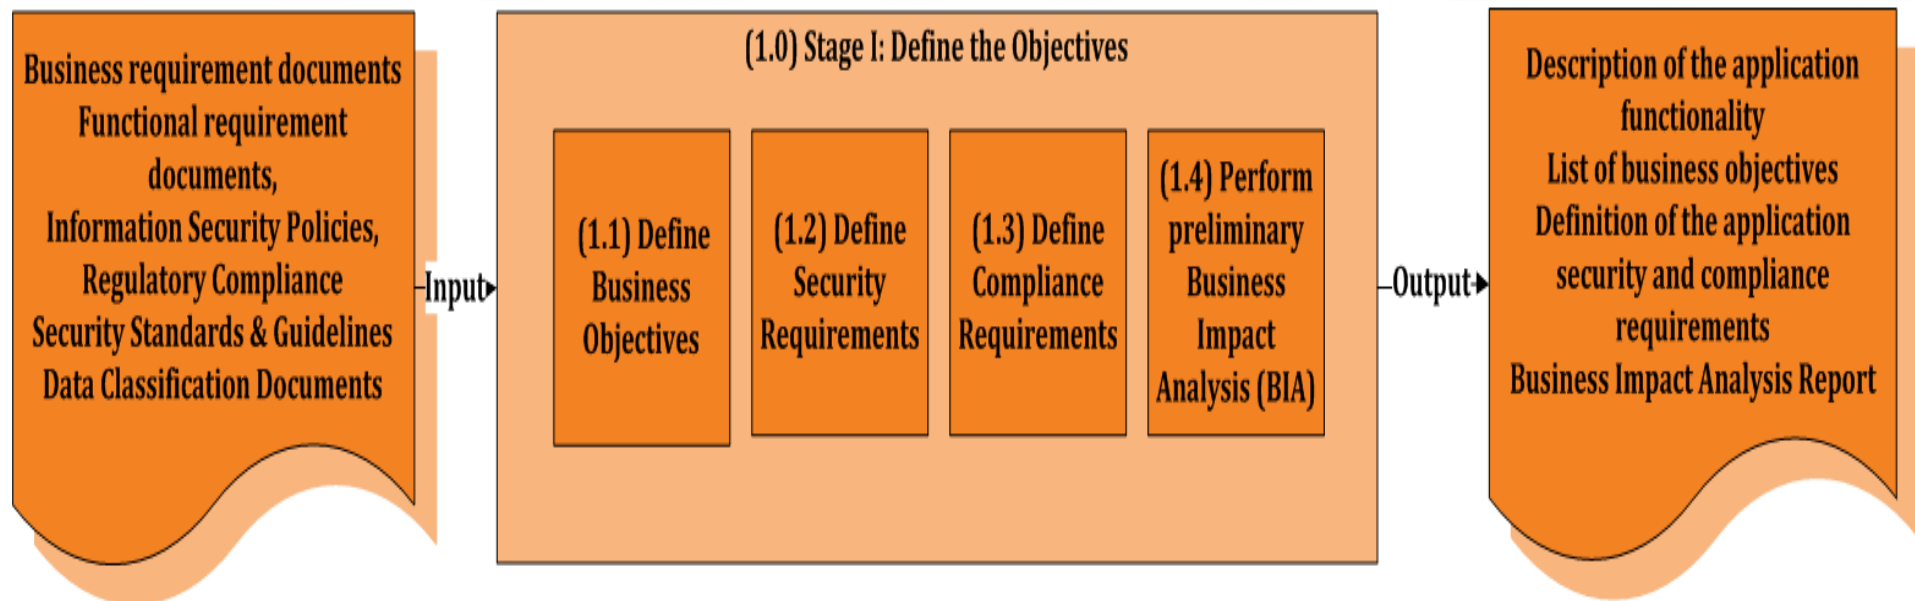 Business requirement documents
Functional requirement
documents,
Information Security Policies,
Regulatory Compliance
Security Standards & Guidelines
Data Classification Documents
Input
(1.0) Stage I: Define the Objectives
(1.1) Define
Business
Objectives
(1.2) Define
Security
Requirements
(1.3) Define
Compliance
Requirements
(1.4) Perform
preliminary
Business
Impact
Analysis (BIA)
Output
Description of the application
functionality
List of business objectives
Definition of the application
security and compliance
requirements
Business Impact Analysis Report